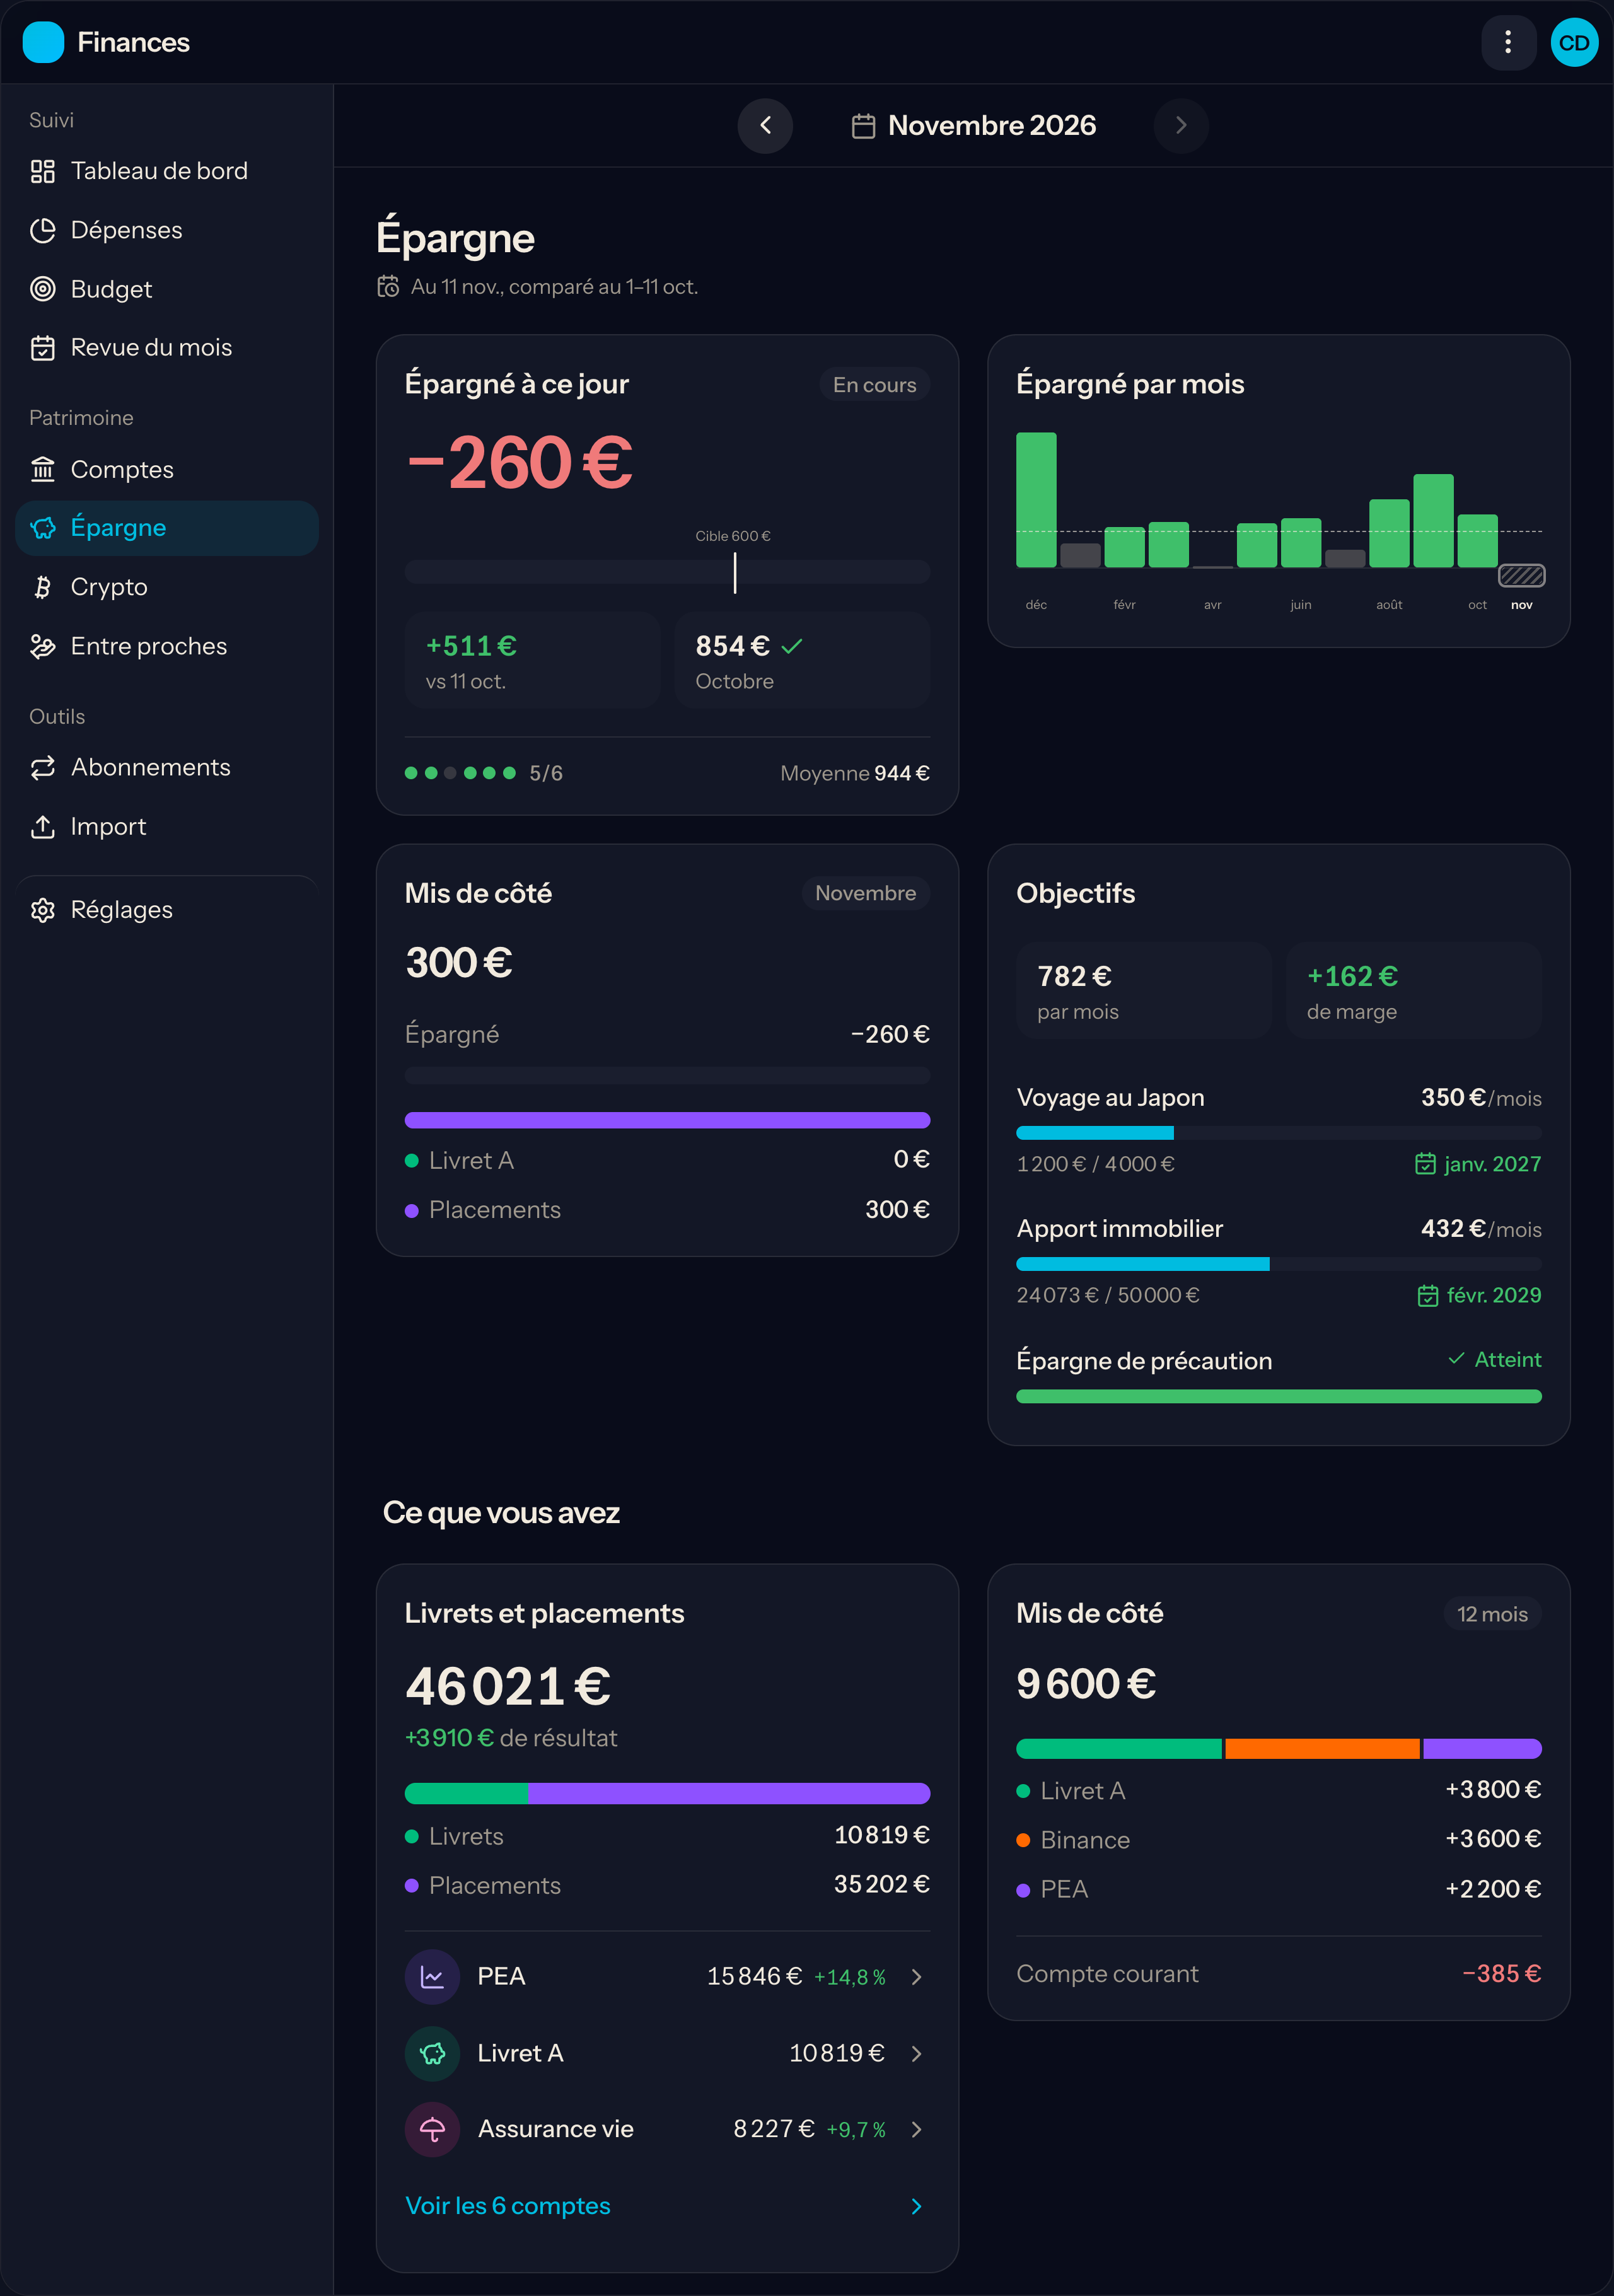 Finances
CD
Suivi
Tableau de bord
Dépenses
Budget
Revue du mois
Patrimoine
Comptes
Épargne
Crypto
Entre proches
Outils
Abonnements
Import
Réglages
Novembre 2026
Épargne
Au 11 nov., comparé au 1–11 oct.
Épargné à ce jour
En cours
−260 €
Cible 600 €
+511 €
vs 11 oct.
854 €
Octobre
5/6
Moyenne 944 €
Épargné par mois
déc févr avr juin août oct nov
Mis de côté
Novembre
300 €
Épargné −260 €
Livret A 0 €
Placements 300 €
Objectifs
782 €
par mois
+162 €
de marge
Voyage au Japon 350 €/mois
1 200 € / 4 000 € janv. 2027
Apport immobilier 432 €/mois
24 073 € / 50 000 € févr. 2029
Épargne de précaution Atteint
Ce que vous avez
Livrets et placements
46 021 €
+3 910 € de résultat
Livrets 10 819 €
Placements 35 202 €
PEA 15 846 € +14,8 %
Livret A 10 819 €
Assurance vie 8 227 € +9,7 %
Voir les 6 comptes
Mis de côté
12 mois
9 600 €
Livret A +3 800 €
Binance +3 600 €
PEA +2 200 €
Compte courant −385 €